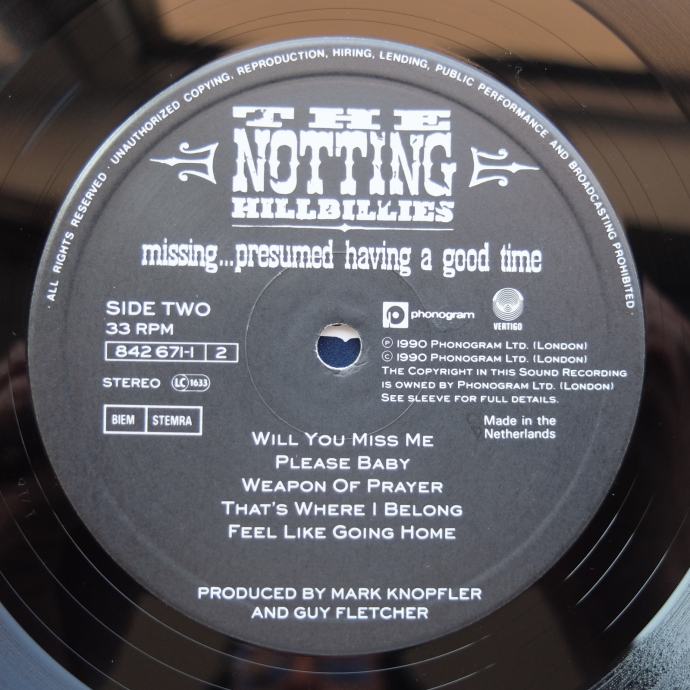 · ALL RIGHTS RESERVED · UNAUTHORIZED COPYING, REPRODUCTION, HIRING, LENDING, PUBLIC PERFORMANCE AND BROADCASTING PROHIBITED ·
THE
NOTTING
HILLBILLIES
missing...presumed having a good time
SIDE TWO
33 RPM
842 671-1 2
STEREO LC 1633
BIEM STEMRA
phonogram
VERTIGO
Ⓟ 1990 PHONOGRAM LTD. (LONDON)
© 1990 PHONOGRAM LTD. (LONDON)
THE COPYRIGHT IN THIS SOUND RECORDING
IS OWNED BY PHONOGRAM LTD. (LONDON)
SEE SLEEVE FOR FULL DETAILS.
Made in the
Netherlands
WILL YOU MISS ME
PLEASE BABY
WEAPON OF PRAYER
THAT'S WHERE I BELONG
FEEL LIKE GOING HOME
PRODUCED BY MARK KNOPFLER
AND GUY FLETCHER